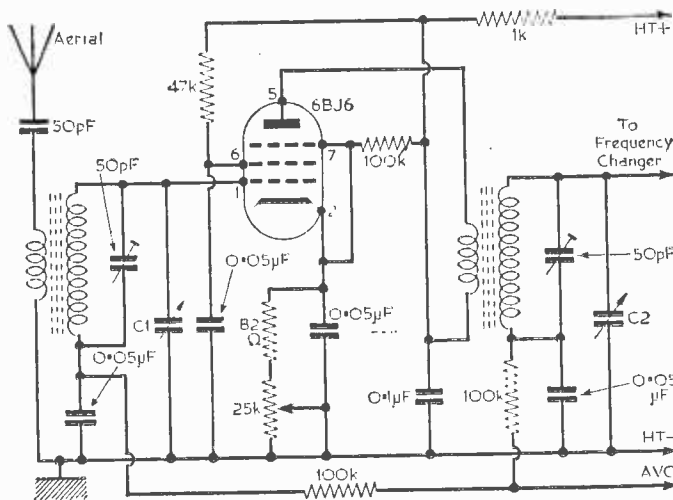 Aerial
50pF
50pF
0·05µF
C1
0·05µF
47k
5
6BJ6
6
1
7
2
100k
1k
HT+
To
Frequency
Changer
82
Ω
0·05µF
25k
0·1µF
50pF
C2
100k
0·05
µF
HT-
100k
AVC